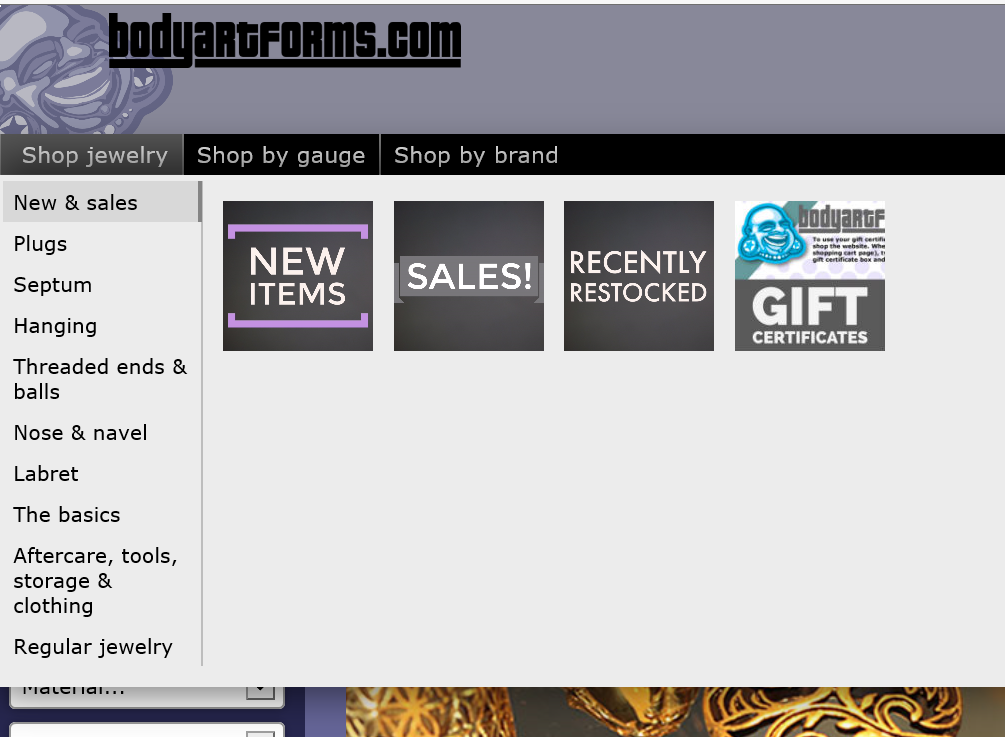 bodyartforms.com
Shop jewelry
Shop by gauge
Shop by brand
New & sales
Plugs
Septum
Hanging
Threaded ends &
balls
Nose & navel
Labret
The basics
Aftercare, tools,
storage &
clothing
Regular jewelry
NEW
ITEMS
SALES!
RECENTLY
RESTOCKED
bodyartf
To use your gift certifi
shop the website. Whe
shopping cart page), t
gift certificate box and
GIFT
CERTIFICATES
Material...